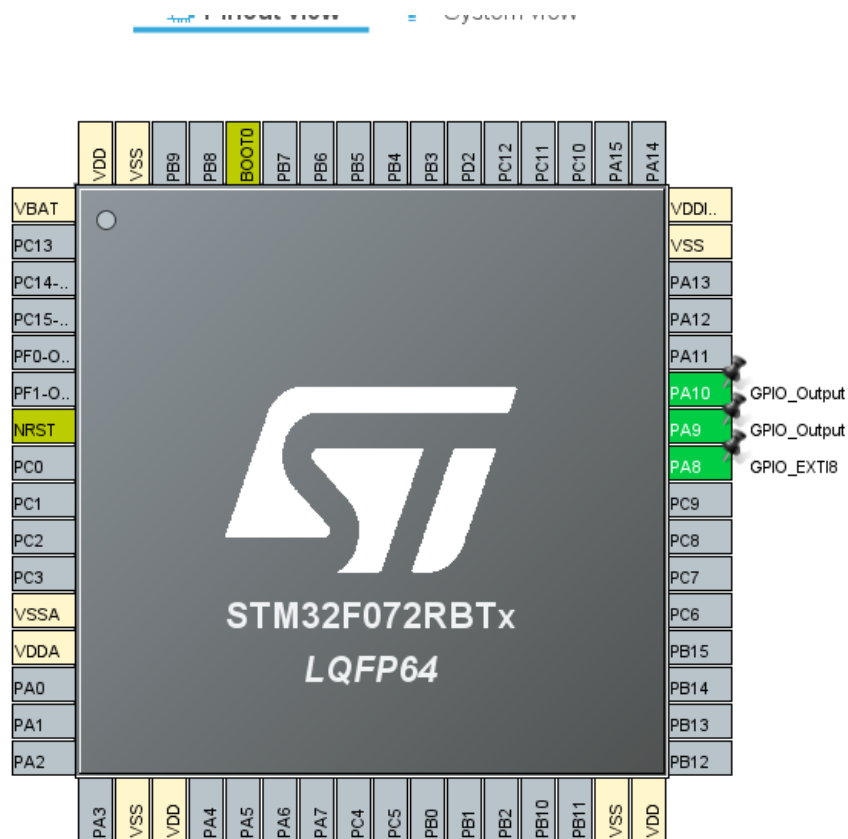 Pinout view System view
VDD VSS PB9 PB8 BOOT0 PB7 PB6 PB5 PB4 PB3 PD2 PC12 PC11 PC10 PA15 PA14
VBAT
PC13
PC14-..
PC15-..
PF0-O..
PF1-O..
NRST
PC0
PC1
PC2
PC3
VSSA
VDDA
PA0
PA1
PA2
STM32F072RBTx
LQFP64
VDDI..
VSS
PA13
PA12
PA11
PA10 GPIO_Output
PA9 GPIO_Output
PA8 GPIO_EXTI8
PC9
PC8
PC7
PC6
PB15
PB14
PB13
PB12
PA3 VSS VDD PA4 PA5 PA6 PA7 PC4 PC5 PB0 PB1 PB2 PB10 PB11 VSS VDD